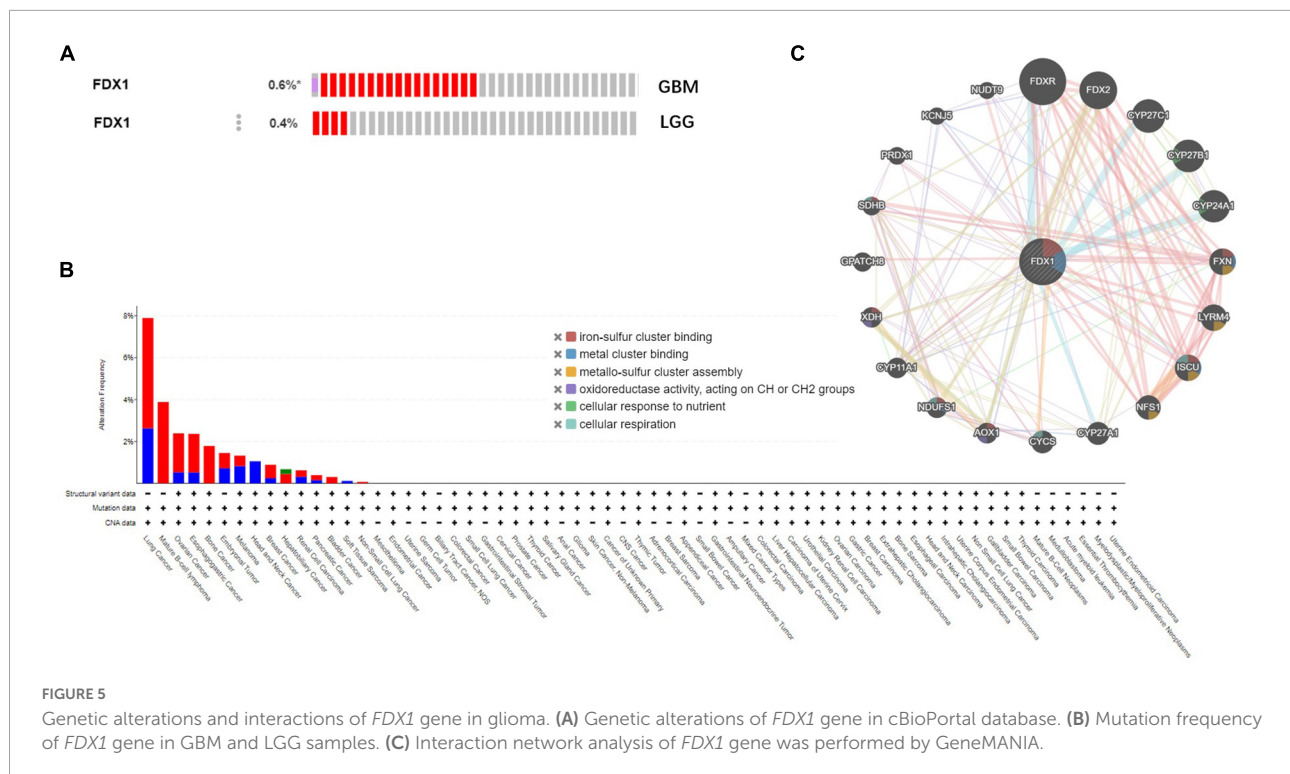 A
FDX1 0.6%* GBM
FDX1 0.4% LGG
B
Alteration Frequency
8%
6%
4%
2%
iron-sulfur cluster binding
metal cluster binding
metallo-sulfur cluster assembly
oxidoreductase activity, acting on CH or CH2 groups
cellular response to nutrient
cellular respiration
Structural variant data
Mutation data
CNA data
Lung Cancer
Mature B-cell lymphoma
Ovarian Cancer
Esophagogastric Cancer
Bone Cancer
Embryonal Tumor
Melanoma
Head and Neck Cancer
Breast Cancer
Hepatobiliary Cancer
Renal Cell Carcinoma
Pancreatic Cancer
Bladder Cancer
Soft Tissue Sarcoma
Non-Small Cell Lung Cancer
Mesothelioma
Endometrial Cancer
Uterine Sarcoma
Germ Cell Tumor
Biliary Tract Cancer, NOS
Colorectal Cancer
Small Cell Lung Cancer
Gastrointestinal Stromal Tumor
Cervical Cancer
Prostate Cancer
Thyroid Cancer
Salivary Gland Cancer
Anal Cancer
Glioma
Skin Cancer, Non-Melanoma
Cancer of Unknown Primary
CNS Cancer
Thymic Tumor
Adrenocortical Carcinoma
Breast Sarcoma
Appendiceal Cancer
Small Bowel Cancer
Gastrointestinal Neuroendocrine Tumor
Ampullary Cancer
Mixed Cancer Types
Colorectal Carcinoma
Liver Hepatocellular Carcinoma
Carcinoma of Uterine Cervix
Urothelial Carcinoma
Kidney Renal Cell Carcinoma
Ovarian Carcinoma
Gastric Cancer
Breast Carcinoma
Extrahepatic Cholangiocarcinoma
Bone Sarcoma
Esophageal Carcinoma
Head and Neck Carcinoma
Intrahepatic Cholangiocarcinoma
Uterine Corpus Endometrial Carcinoma
Non Small Cell Lung Cancer
Gallbladder Carcinoma
Small Bowel Carcinoma
Thyroid Carcinoma
Mature B-Cell Neoplasms
Medulloblastoma
Acute myeloid leukemia
Essential Thrombocythemia
Myelodysplastic/Myeloproliferative Neoplasms
Uterine Endometrioid Carcinoma
C
FDXR
FDX2
CYP27C1
CYP27B1
CYP24A1
FXN
LYRM4
ISCU
NFS1
CYP27A1
CYCS
AOX1
NDUFS1
CYP11A1
XDH
GPATCH8
SDHB
PRDX1
KCNJ5
NUDT9
FDX1
FIGURE 5
Genetic alterations and interactions of FDX1 gene in glioma. (A) Genetic alterations of FDX1 gene in cBioPortal database. (B) Mutation frequency
of FDX1 gene in GBM and LGG samples. (C) Interaction network analysis of FDX1 gene was performed by GeneMANIA.